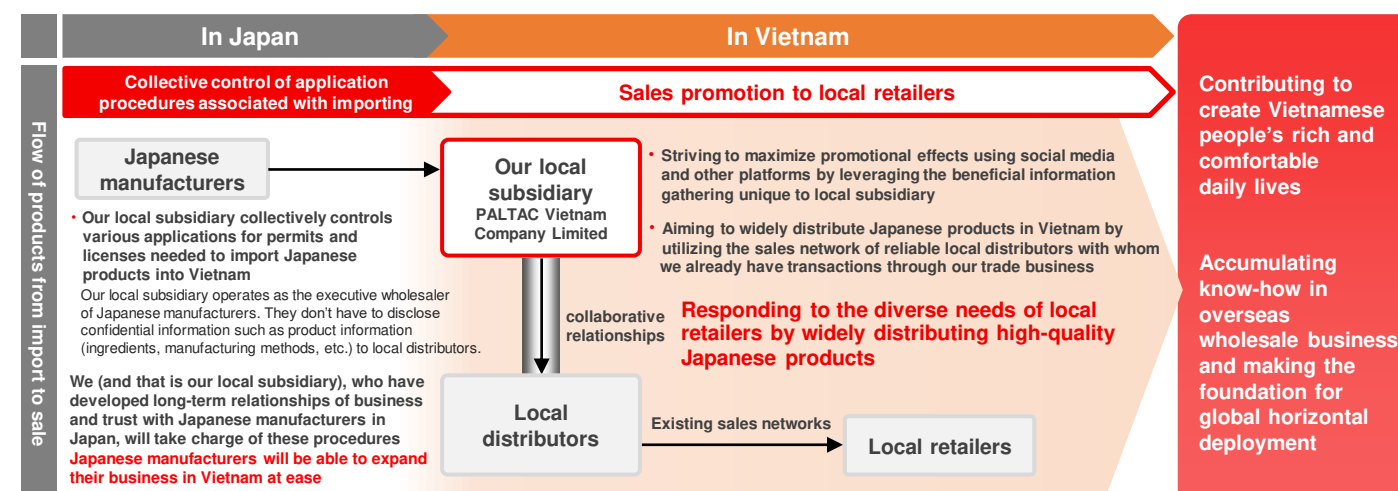 In Japan
In Vietnam
Flow of products from import to sale
Collective control of application
procedures associated with importing
Sales promotion to local retailers
Japanese
manufacturers
• Our local subsidiary collectively controls
various applications for permits and
licenses needed to import Japanese
products into Vietnam
Our local subsidiary operates as the executive wholesaler
of Japanese manufacturers. They don't have to disclose
confidential information such as product information
(ingredients, manufacturing methods, etc.) to local distributors.
We (and that is our local subsidiary), who have
developed long-term relationships of business
and trust with Japanese manufacturers in
Japan, will take charge of these procedures
Japanese manufacturers will be able to expand
their business in Vietnam at ease
Our local
subsidiary
PALTAC Vietnam
Company Limited
• Striving to maximize promotional effects using social media
and other platforms by leveraging the beneficial information
gathering unique to local subsidiary
• Aiming to widely distribute Japanese products in Vietnam by
utilizing the sales network of reliable local distributors with whom
we already have transactions through our trade business
collaborative
relationships
Responding to the diverse needs of local
retailers by widely distributing high-quality
Japanese products
Local
distributors
Existing sales networks
Local retailers
Contributing to
create Vietnamese
people's rich and
comfortable
daily lives
Accumulating
know-how in
overseas
wholesale business
and making the
foundation for
global horizontal
deployment